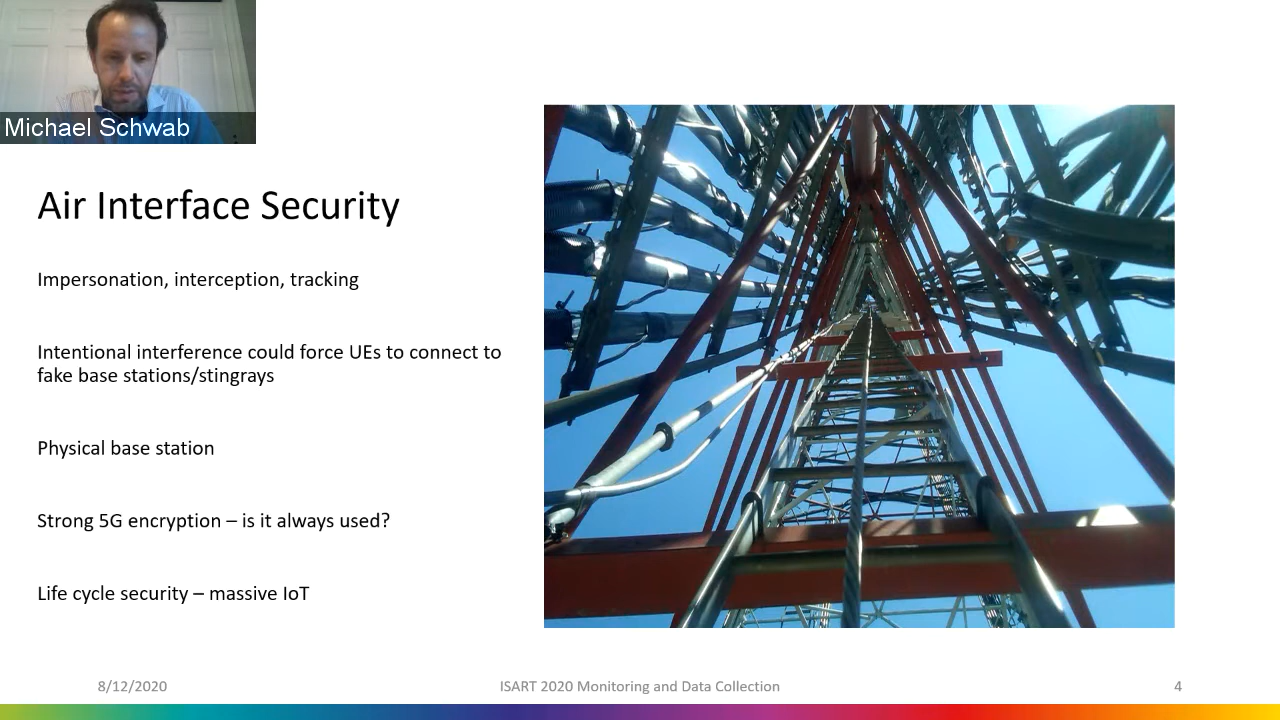 Michael Schwab
Air Interface Security
Impersonation, interception, tracking
Intentional interference could force UEs to connect to
fake base stations/stingrays
Physical base station
Strong 5G encryption – is it always used?
Life cycle security – massive IoT
8/12/2020
ISART 2020 Monitoring and Data Collection
4